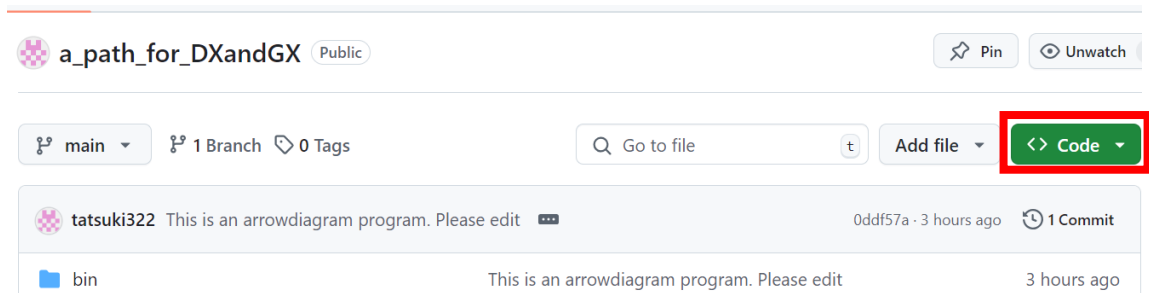 a_path_for_DXandGX Public Pin Unwatch
main 1 Branch 0 Tags Go to file t Add file <> Code
tatsuki322 This is an arrowdiagram program. Please edit ... 0ddf57a · 3 hours ago 1 Commit
bin This is an arrowdiagram program. Please edit 3 hours ago